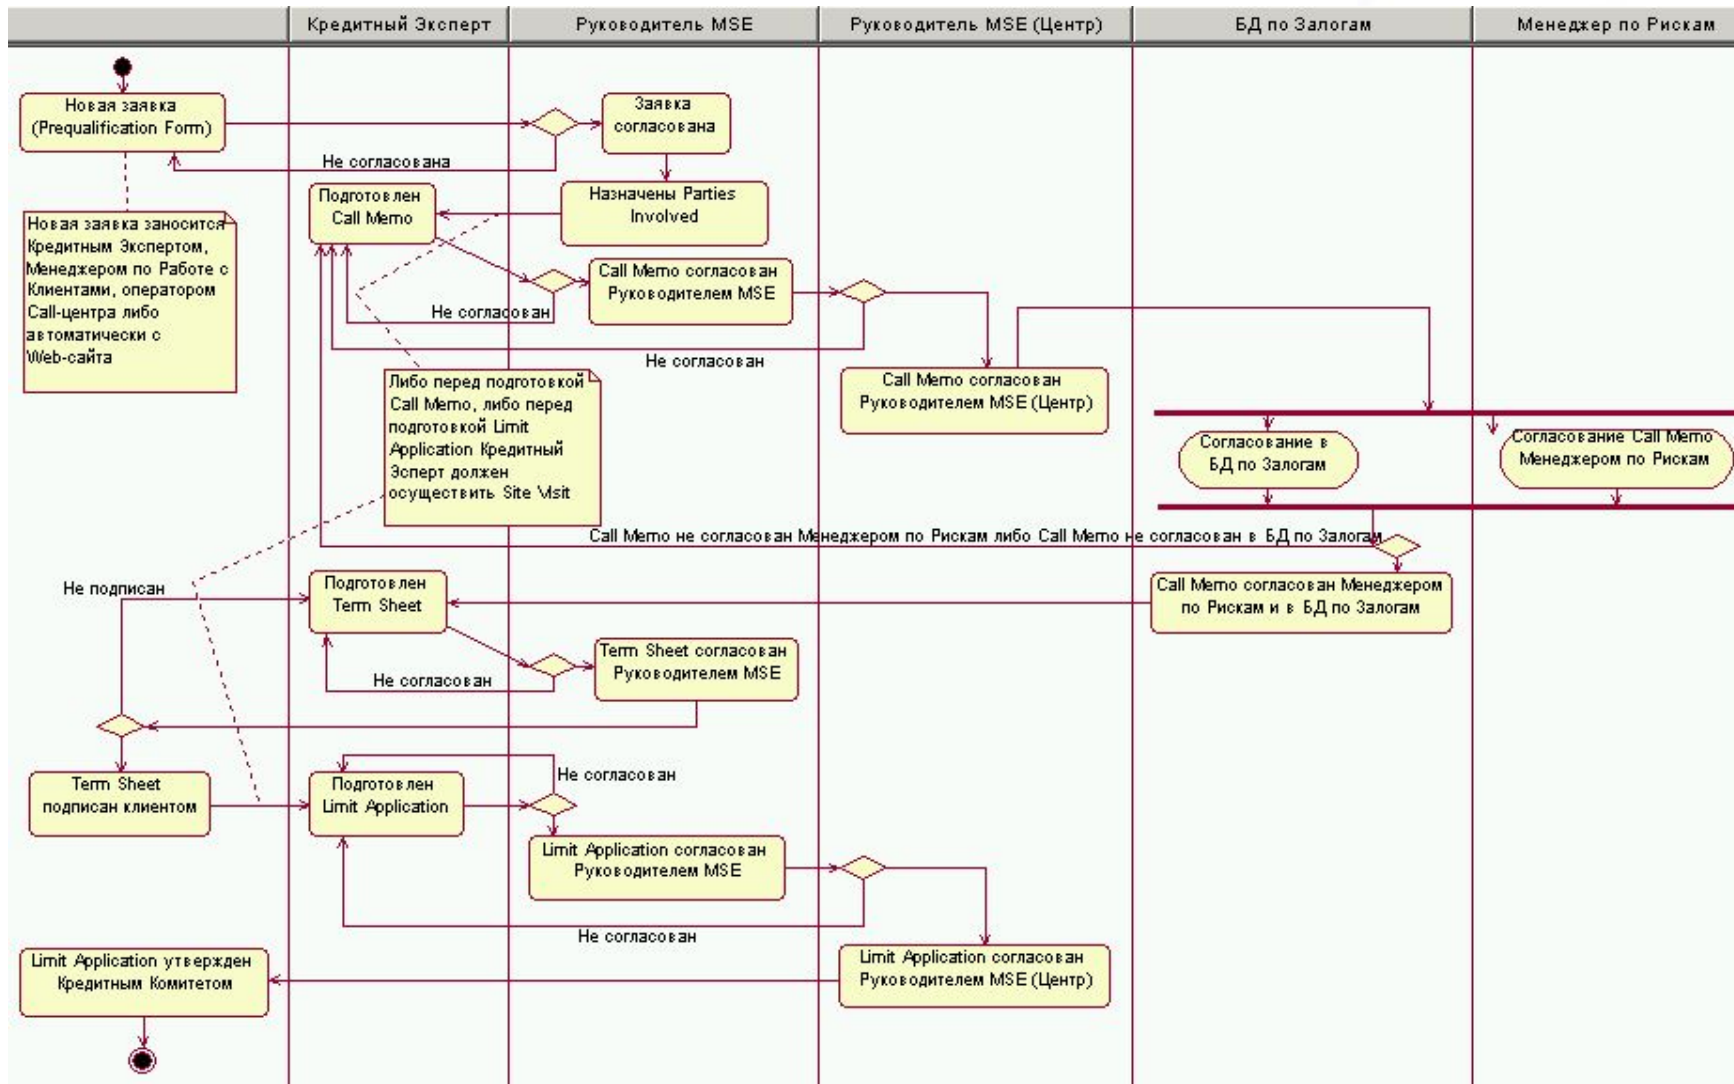 Кредитный Эксперт
Руководитель MSE
Руководитель MSE (Центр)
БД по Залогам
Менеджер по Рискам
Новая заявка
(Prequalification Form)
Заявка
согласована
Не согласована
Подготовлен
Call Memo
Назначены Parties
Involved
Новая заявка заносится
Кредитным Экспертом,
Менеджером по Работе с
Клиентами, оператором
Call-центра либо
автоматически с
Web-сайта
Call Memo согласован
Руководителем MSE
Не согласован
Не согласован
Call Memo согласован
Руководителем MSE (Центр)
Либо перед подготовкой
Call Memo, либо перед
подготовкой Limit
Application Кредитный
Эсперт должен
осуществить Site Visit
Согласование в
БД по Залогам
Согласование Call Memo
Менеджером по Рискам
Call Memo не согласован Менеджером по Рискам либо Call Memo не согласован в БД по Залогам
Не подписан
Подготовлен
Term Sheet
Call Memo согласован Менеджером
по Рискам и в БД по Залогам
Term Sheet согласован
Руководителем MSE
Не согласован
Term Sheet
подписан клиентом
Подготовлен
Limit Application
Не согласован
Limit Application согласован
Руководителем MSE
Не согласован
Limit Application утвержден
Кредитным Комитетом
Limit Application согласован
Руководителем MSE (Центр)